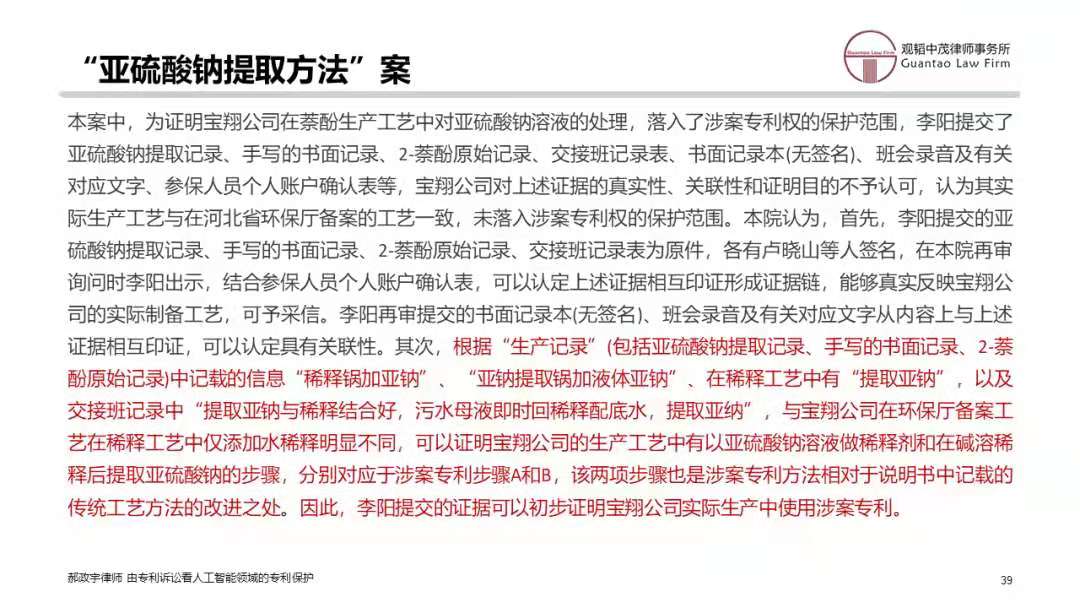 “亚硫酸钠提取方法”案
Guantao Law Firm
观韬中茂律师事务所
Guantao Law Firm
本案中，为证明宝翔公司在萘酚生产工艺中对亚硫酸钠溶液的处理，落入了涉案专利权的保护范围，李阳提交了
亚硫酸钠提取记录、手写的书面记录、2-萘酚原始记录、交接班记录表、书面记录本(无签名)、班会录音及有关
对应文字、参保人员个人账户确认表等，宝翔公司对上述证据的真实性、关联性和证明目的不予认可，认为其实
际生产工艺与在河北省环保厅备案的工艺一致，未落入涉案专利权的保护范围。本院认为，首先，李阳提交的亚
硫酸钠提取记录、手写的书面记录、2-萘酚原始记录、交接班记录表为原件，各有卢晓山等人签名，在本院再审
询问时李阳出示，结合参保人员个人账户确认表，可以认定上述证据相互印证形成证据链，能够真实反映宝翔公
司的实际制备工艺，可予采信。李阳再审提交的书面记录本(无签名)、班会录音及有关对应文字从内容上与上述
证据相互印证，可以认定具有关联性。其次，根据“生产记录”(包括亚硫酸钠提取记录、手写的书面记录、2-萘
酚原始记录)中记载的信息“稀释锅加亚钠”、“亚钠提取锅加液体亚钠”、在稀释工艺中有“提取亚钠”，以及
交接班记录中“提取亚钠与稀释结合好，污水母液即时回稀释配底水，提取亚纳”，与宝翔公司在环保厅备案工
艺在稀释工艺中仅添加水稀释明显不同，可以证明宝翔公司的生产工艺中有以亚硫酸钠溶液做稀释剂和在碱溶稀
释后提取亚硫酸钠的步骤，分别对应于涉案专利步骤A和B，该两项步骤也是涉案专利方法相对于说明书中记载的
传统工艺方法的改进之处。因此，李阳提交的证据可以初步证明宝翔公司实际生产中使用涉案专利。
郝政宇律师 由专利诉讼看人工智能领域的专利保护
39